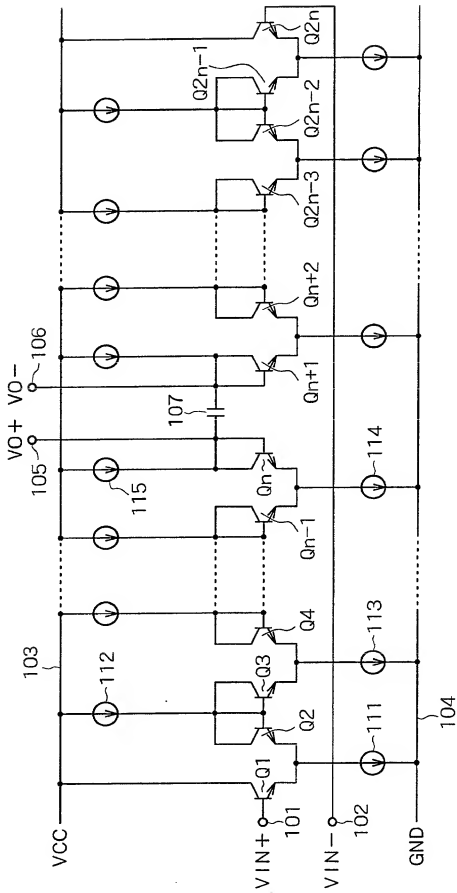 VO+
VO-
105
106
VCC
103
112
115
107
Q1
Q2
Q3
Q4
Qn-1
Qn
Qn+1
Qn+2
Q2n-3
Q2n-2
Q2n-1
Q2n
VIN+
101
VIN-
102
111
113
114
GND
104